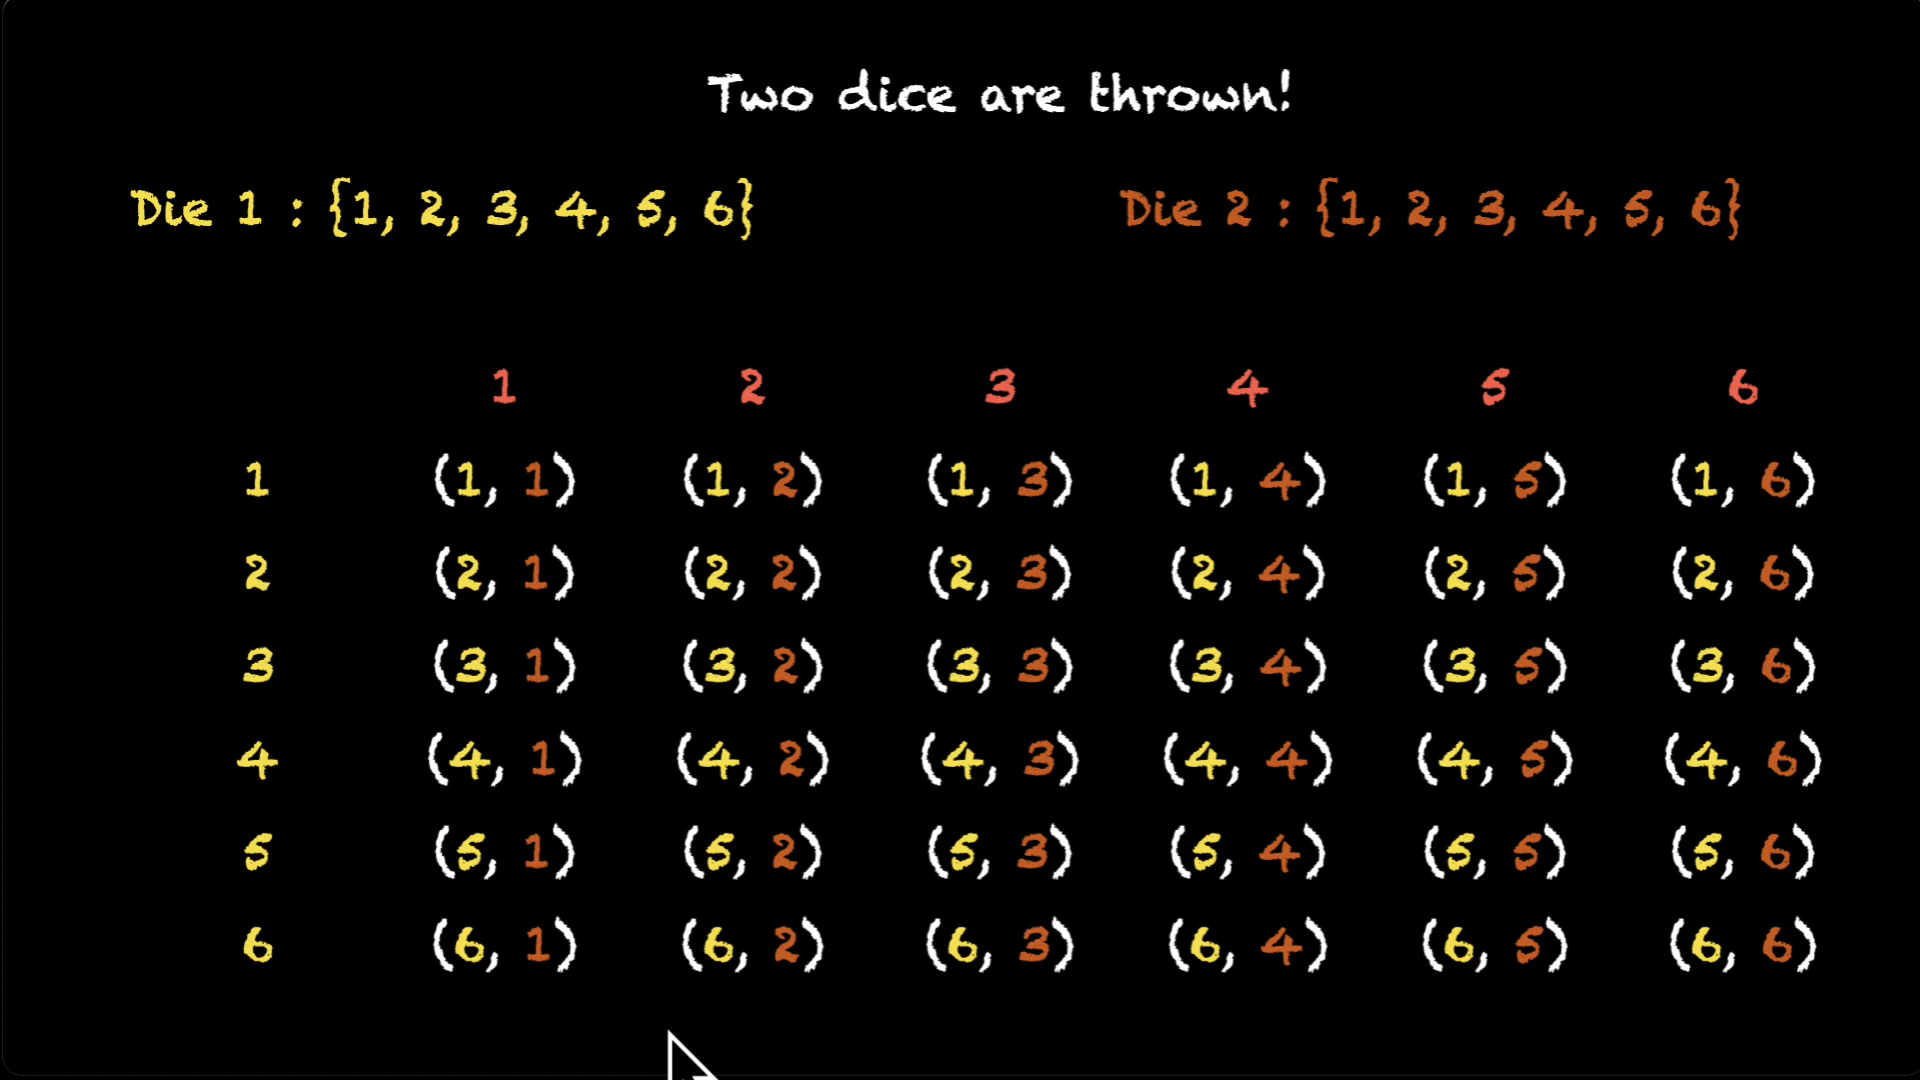 Two dice are thrown!
Die 1 : {1, 2, 3, 4, 5, 6} Die 2 : {1, 2, 3, 4, 5, 6}
1 2 3 4 5 6
1 (1, 1) (1, 2) (1, 3) (1, 4) (1, 5) (1, 6)
2 (2, 1) (2, 2) (2, 3) (2, 4) (2, 5) (2, 6)
3 (3, 1) (3, 2) (3, 3) (3, 4) (3, 5) (3, 6)
4 (4, 1) (4, 2) (4, 3) (4, 4) (4, 5) (4, 6)
5 (5, 1) (5, 2) (5, 3) (5, 4) (5, 5) (5, 6)
6 (6, 1) (6, 2) (6, 3) (6, 4) (6, 5) (6, 6)